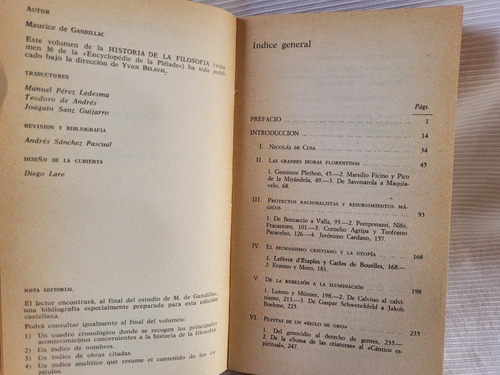 AUTOR
Maurice de GANDILLAC
Este volumen de la HISTORIA DE LA FILOSOFIA (volu-
men 36 de la «Encyclopédie de la Pléiade») ha sido publi-
cado bajo la dirección de YVON BELAVAL.
TRADUCTORES
Manuel Pérez Ledesma
Teodoro de Andrés
Joaquín Sanz Guijarro
REVISION Y BIBLIOGRAFIA
Andrés Sánchez Pascual
DISEÑO DE LA CUBIERTA
Diego Lara
NOTA EDITORIAL
El lector encontrará, al final del estudio de M. de Gandillac,
una bibliografía especialmente preparada para esta edición
castellana.
Podrá consultar igualmente al final del volumen:
1) Un cuadro cronológico donde se recogen los principales
acontecimientos concernientes a la historia de la filosofía.
2) Un índice de nombres.
3) Un índice de obras citadas.
4) Un índice analítico que resume el contenido de los ca-
pítulos.
Indice general
Págs.
PREFACIO 1
INTRODUCCION 14
I. NICOLÁS DE CUSA 34
II. LAS GRANDES HORAS FLORENTINAS 45
1. Gemistos Plethon, 45.—2. Marsilio Ficino y Pico
de la Mirándola, 49.—3. De Savonarola a Maquia-
velo, 68.
III. PROYECTOS RACIONALISTAS Y RESURGIMIENTOS MÁ-
GICOS 93
1. De Boccaccio a Valla, 93.—2. Pomponazzi, Nifo,
Fracastoro, 101.—3. Cornelio Agripa y Teofrasto
Paracelso, 126.—4. Jerónimo Cardano, 137.
IV. EL HUMANISMO CRISTIANO Y LA UTOPÍA 168
1. Lefèvre d'Étaples y Carlos de Bouelles, 168.—
2. Erasmo y Moro, 181.
V. DE LA REBELIÓN A LA ILUMINACIÓN 198
1. Lutero y Münzer, 198.—2. De Calvino al calvi-
nismo, 213.—3. De Gaspar Schwenckfeld a Jakob
Boehme, 225.
VI. PEPITAS DE UN «SIGLO DE ORO» 235
1. Del genocidio al derecho de gentes, 235.—
2. De la «Suma de las criaturas» al «Cántico es-
piritual», 247.